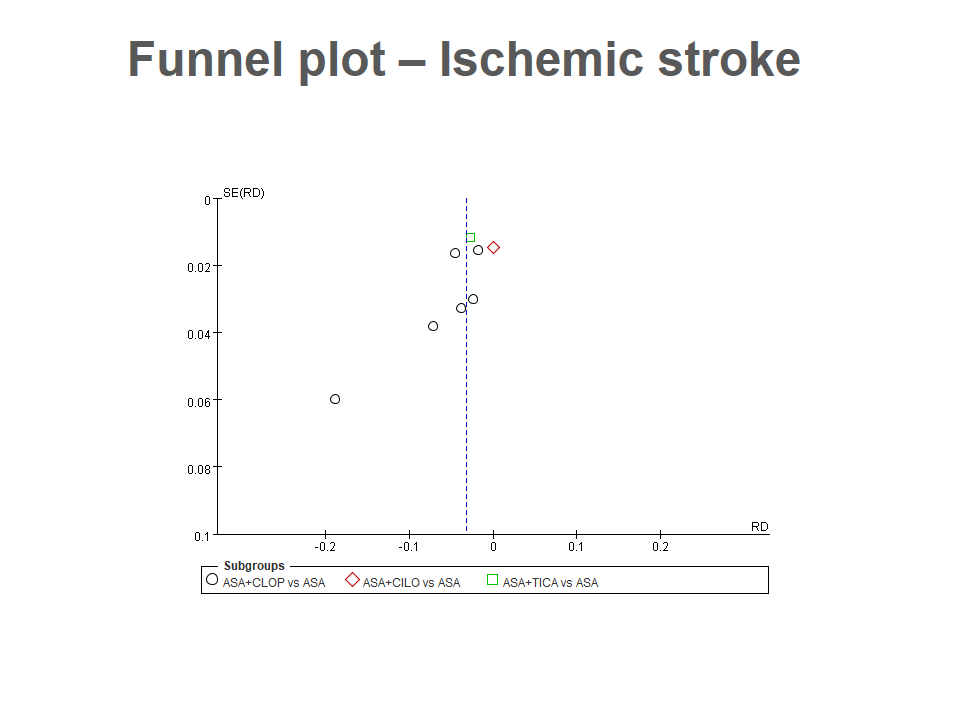 Funnel plot – Ischemic stroke
SE(RD)
0
0.02
0.04
0.06
0.08
0.1
RD
-0.2 -0.1 0 0.1 0.2
Subgroups
ASA+CLOP vs ASA ASA+CILO vs ASA ASA+TICA vs ASA